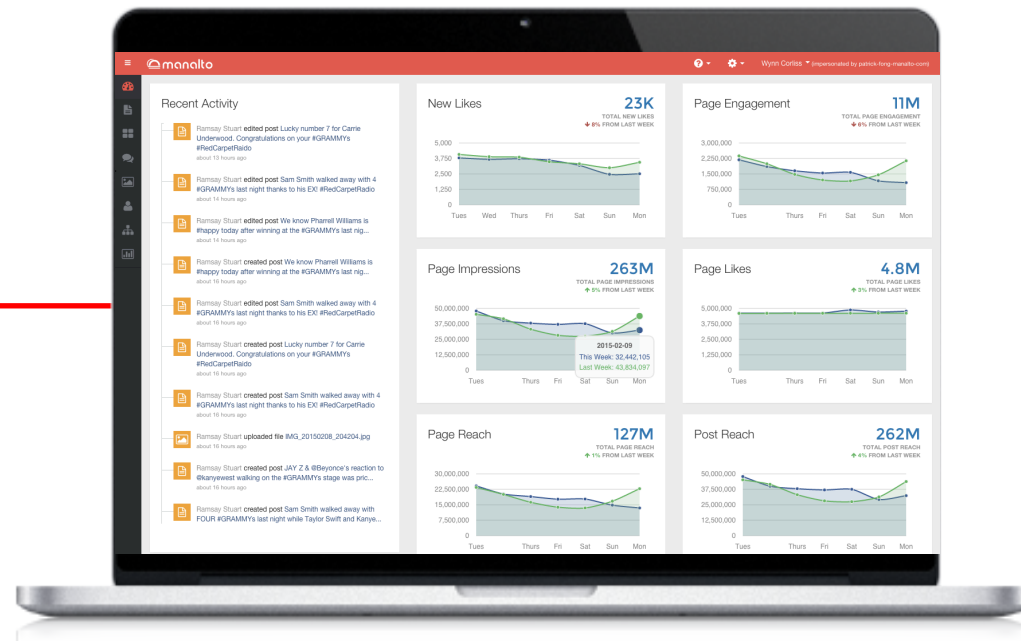 manalto
Wynn Corliss (impersonated by patrick-fong-manalto-com)
Recent Activity
Ramsay Stuart edited post Lucky number 7 for Carrie
Underwood. Congratulations on your #GRAMMYs
#RedCarpetRaido
about 13 hours ago
Ramsay Stuart edited post Sam Smith walked away with 4
#GRAMMYs last night thanks to his EX! #RedCarpetRadio
about 14 hours ago
Ramsay Stuart edited post We know Pharrell Williams is
#happy today after winning at the #GRAMMYs last nig...
about 14 hours ago
Ramsay Stuart created post We know Pharrell Williams is
#happy today after winning at the #GRAMMYs last nig...
about 16 hours ago
Ramsay Stuart edited post Sam Smith walked away with 4
#GRAMMYs last night thanks to his EX! #RedCarpetRadio
about 16 hours ago
Ramsay Stuart created post Lucky number 7 for Carrie
Underwood. Congratulations on your #GRAMMYs
#RedCarpetRaido
about 16 hours ago
Ramsay Stuart created post Sam Smith walked away with 4
#GRAMMYs last night thanks to his EX! #RedCarpetRadio
about 16 hours ago
Ramsay Stuart uploaded file IMG_20150208_204204.jpg
about 16 hours ago
Ramsay Stuart created post JAY Z & @Beyonce's reaction to
@kanyewest walking on the #GRAMMYs stage was pric...
about 16 hours ago
Ramsay Stuart created post Sam Smith walked away with
FOUR #GRAMMYs last night while Taylor Swift and Kanye...
New Likes
23K
TOTAL NEW LIKES
8% FROM LAST WEEK
5,000
3,750
2,500
1,250
0
Tues Wed Thurs Fri Sat Sun Mon
Page Engagement
11M
TOTAL PAGE ENGAGEMENT
6% FROM LAST WEEK
3,000,000
2,250,000
1,500,000
750,000
0
Tues Thurs Fri Sat Sun Mon
Page Impressions
263M
TOTAL PAGE IMPRESSIONS
5% FROM LAST WEEK
50,000,000
37,500,000
25,000,000
12,500,000
0
2015-02-09
This Week: 32,442,105
Last Week: 43,834,097
Tues Thurs Fri Sat Sun Mon
Page Likes
4.8M
TOTAL PAGE LIKES
3% FROM LAST WEEK
5,000,000
3,750,000
2,500,000
1,250,000
0
Tues Thurs Fri Sat Sun Mon
Page Reach
127M
TOTAL PAGE REACH
1% FROM LAST WEEK
30,000,000
22,500,000
15,000,000
7,500,000
0
Tues Thurs Fri Sat Sun Mon
Post Reach
262M
TOTAL POST REACH
4% FROM LAST WEEK
50,000,000
37,500,000
25,000,000
12,500,000
0
Tues Thurs Fri Sat Sun Mon